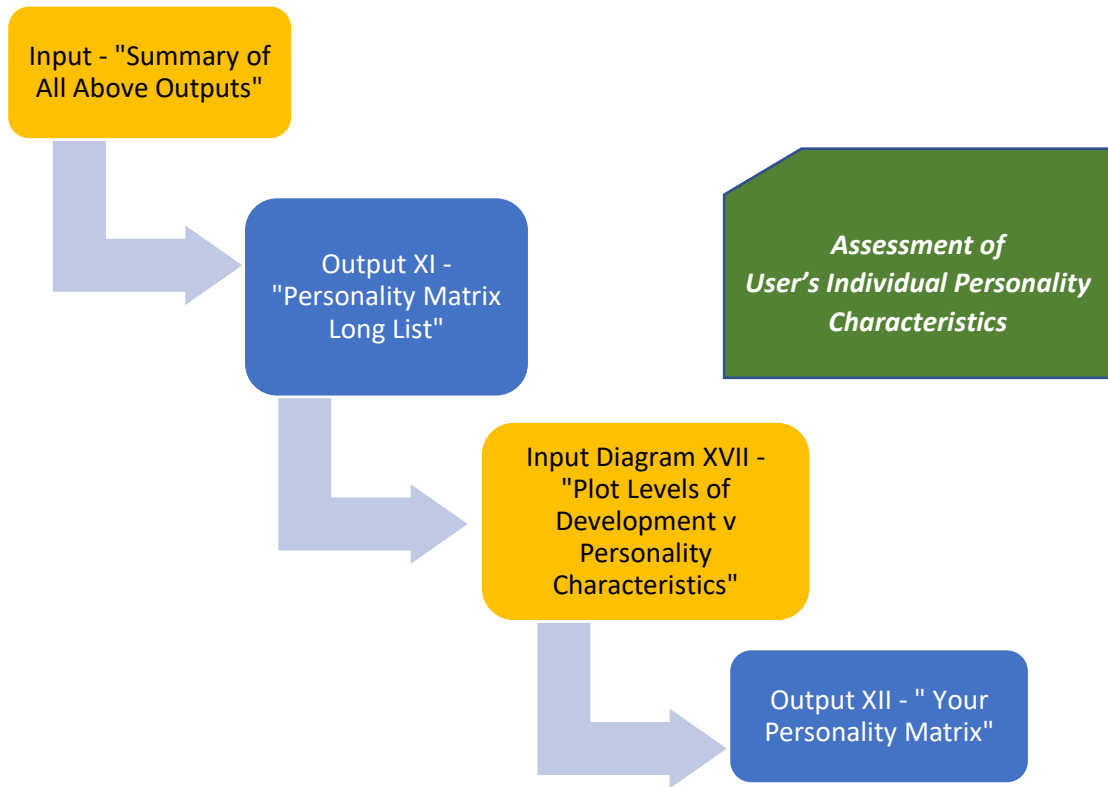 Input - "Summary of
All Above Outputs"
Assessment of
User’s Individual Personality
Characteristics
Output XI -
"Personality Matrix
Long List"
Input Diagram XVII -
"Plot Levels of
Development v
Personality
Characteristics"
Output XII - " Your
Personality Matrix"